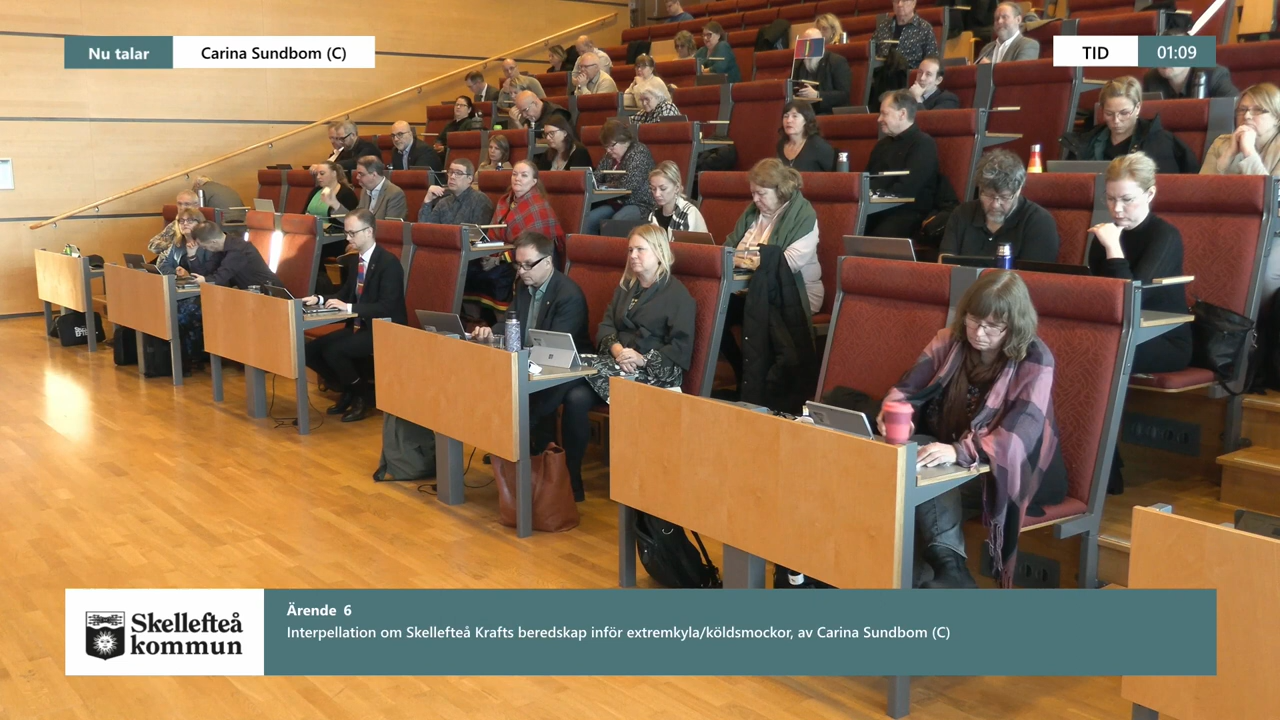 Nu talar
Carina Sundbom (C)
TID
01:09
Skellefteå
kommun
Ärende 6
Interpellation om Skellefteå Krafts beredskap inför extremkyla/köldsmockor, av Carina Sundbom (C)